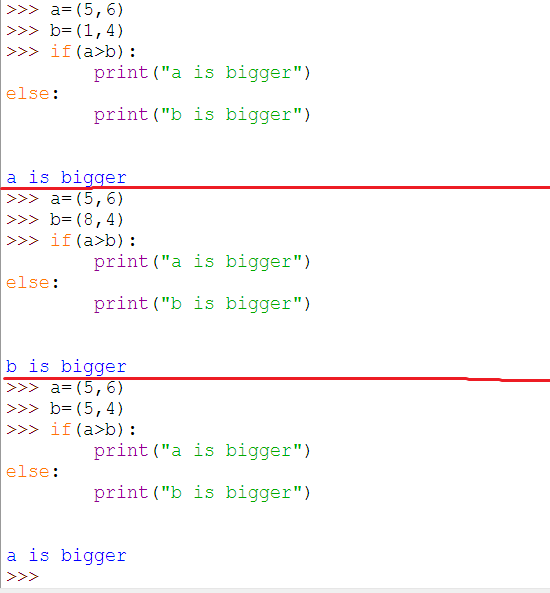 >>> a=(5,6)
>>> b=(1,4)
>>> if(a>b):
        print("a is bigger")
else:
        print("b is bigger")
a is bigger
>>> a=(5,6)
>>> b=(8,4)
>>> if(a>b):
        print("a is bigger")
else:
        print("b is bigger")
b is bigger
>>> a=(5,6)
>>> b=(5,4)
>>> if(a>b):
        print("a is bigger")
else:
        print("b is bigger")
a is bigger
>>>